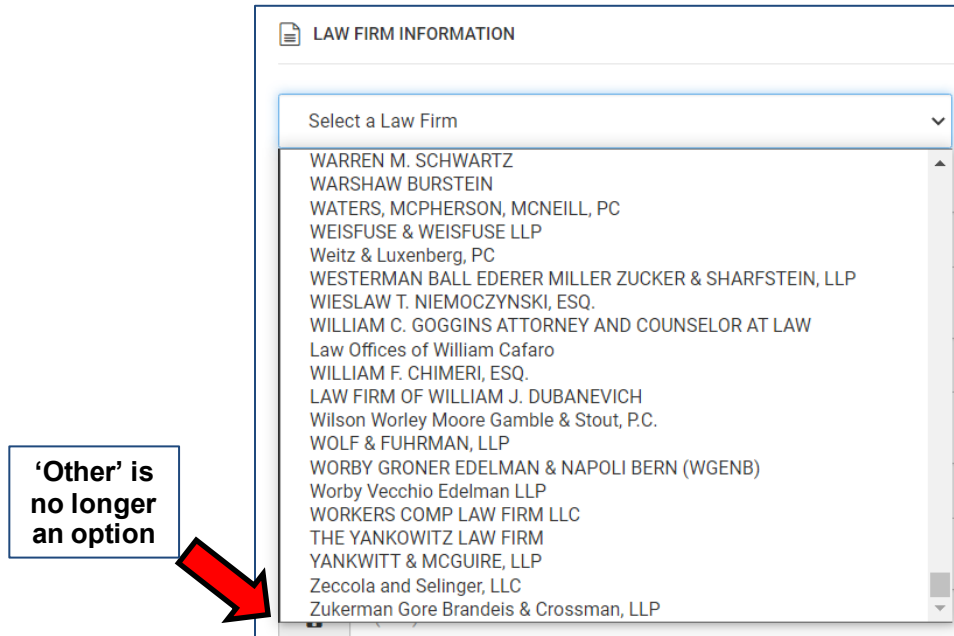 LAW FIRM INFORMATION
Select a Law Firm
WARREN M. SCHWARTZ
WARSHAW BURSTEIN
WATERS, MCPHERSON, MCNEILL, PC
WEISFUSE & WEISFUSE LLP
Weitz & Luxenberg, PC
WESTERMAN BALL EDERER MILLER ZUCKER & SHARFSTEIN, LLP
WIESLAW T. NIEMOCZYNSKI, ESQ.
WILLIAM C. GOGGINS ATTORNEY AND COUNSELOR AT LAW
Law Offices of William Cafaro
WILLIAM F. CHIMERI, ESQ.
LAW FIRM OF WILLIAM J. DUBANEVICH
Wilson Worley Moore Gamble & Stout, P.C.
WOLF & FUHRMAN, LLP
WORBY GRONER EDELMAN & NAPOLI BERN (WGENB)
Worby Vecchio Edelman LLP
WORKERS COMP LAW FIRM LLC
THE YANKOWITZ LAW FIRM
YANKWITT & MCGUIRE, LLP
Zeccola and Selinger, LLC
Zukerman Gore Brandeis & Crossman, LLP
‘Other’ is
no longer
an option